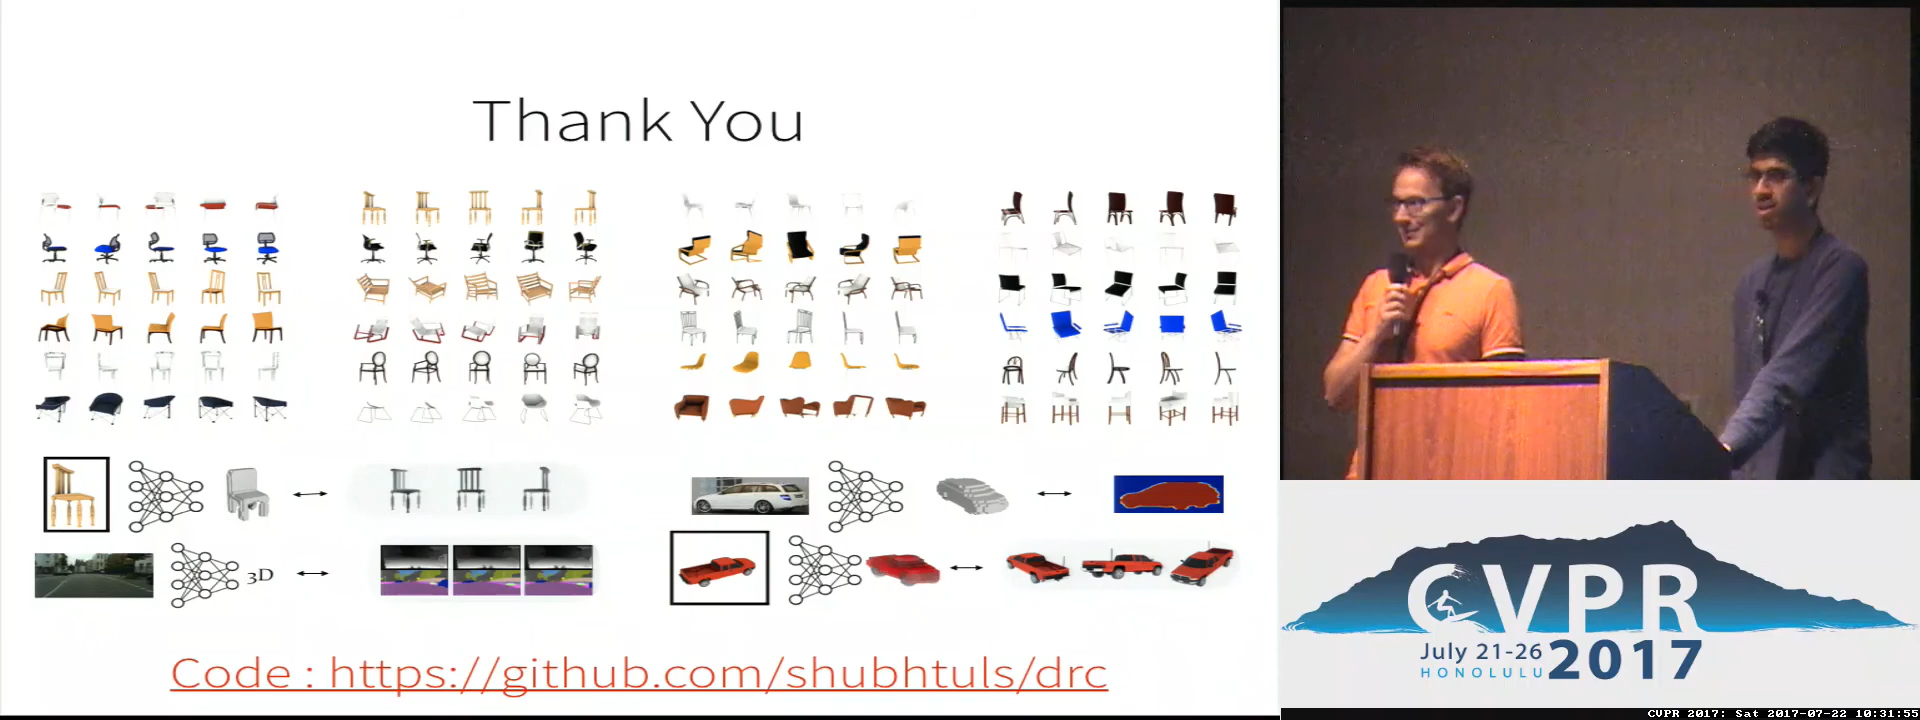 Thank You
3D
Code : https://github.com/shubhtuls/drc
CVPR
July 21-26
HONOLULU
2017
CVPR 2017: Sat 2017-07-22 10:31:55